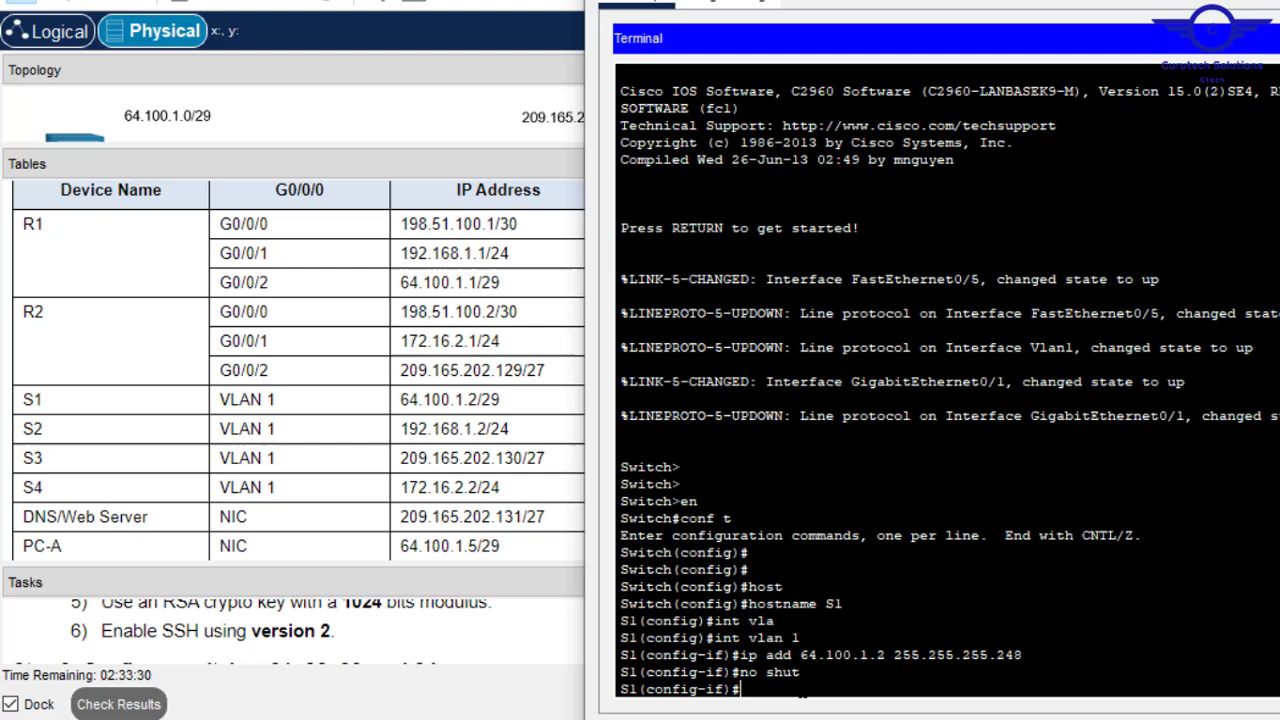 Logical
Physical
x:, y:
Topology
64.100.1.0/29
209.165.2
Tables
Device Name G0/0/0 IP Address
R1 G0/0/0 198.51.100.1/30
G0/0/1 192.168.1.1/24
G0/0/2 64.100.1.1/29
R2 G0/0/0 198.51.100.2/30
G0/0/1 172.16.2.1/24
G0/0/2 209.165.202.129/27
S1 VLAN 1 64.100.1.2/29
S2 VLAN 1 192.168.1.2/24
S3 VLAN 1 209.165.202.130/27
S4 VLAN 1 172.16.2.2/24
DNS/Web Server NIC 209.165.202.131/27
PC-A NIC 64.100.1.5/29
Tasks
5) Use an RSA crypto key with a 1024 bits modulus.
6) Enable SSH using version 2.
Time Remaining: 02:33:30
Dock
Check Results
Terminal
Gurutech Solutions
Gtech
Cisco IOS Software, C2960 Software (C2960-LANBASEK9-M), Version 15.0(2)SE4, R
SOFTWARE (fc1)
Technical Support: http://www.cisco.com/techsupport
Copyright (c) 1986-2013 by Cisco Systems, Inc.
Compiled Wed 26-Jun-13 02:49 by mnguyen
Press RETURN to get started!
%LINK-5-CHANGED: Interface FastEthernet0/5, changed state to up
%LINEPROTO-5-UPDOWN: Line protocol on Interface FastEthernet0/5, changed stat
%LINEPROTO-5-UPDOWN: Line protocol on Interface Vlan1, changed state to up
%LINK-5-CHANGED: Interface GigabitEthernet0/1, changed state to up
%LINEPROTO-5-UPDOWN: Line protocol on Interface GigabitEthernet0/1, changed s
Switch>
Switch>
Switch>en
Switch#conf t
Enter configuration commands, one per line. End with CNTL/Z.
Switch(config)#
Switch(config)#
Switch(config)#host
Switch(config)#hostname S1
S1(config)#int vla
S1(config)#int vlan 1
S1(config-if)#ip add 64.100.1.2 255.255.255.248
S1(config-if)#no shut
S1(config-if)#